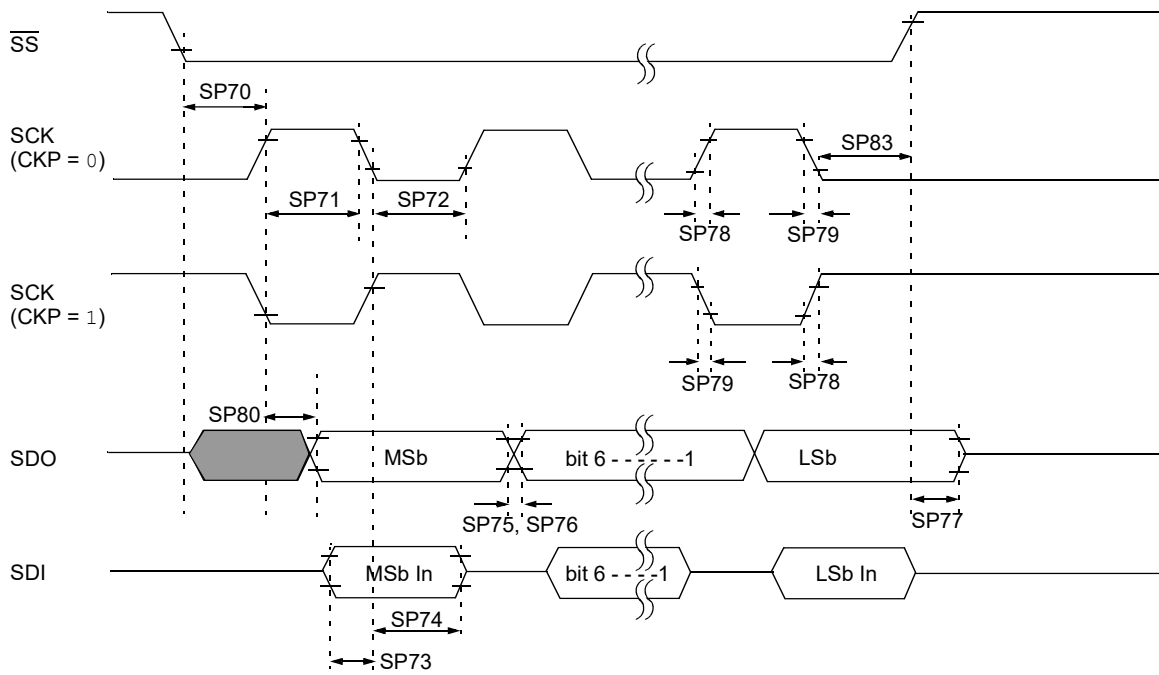 SS
SP70
SCK
(CKP = 0)
SP83
SP71
SP72
SP78
SP79
SCK
(CKP = 1)
SP79
SP78
SP80
SDO
MSb
bit 6 - - - - - -1
LSb
SP75, SP76
SP77
SDI
MSb In
bit 6 - - - - -1
LSb In
SP74
SP73